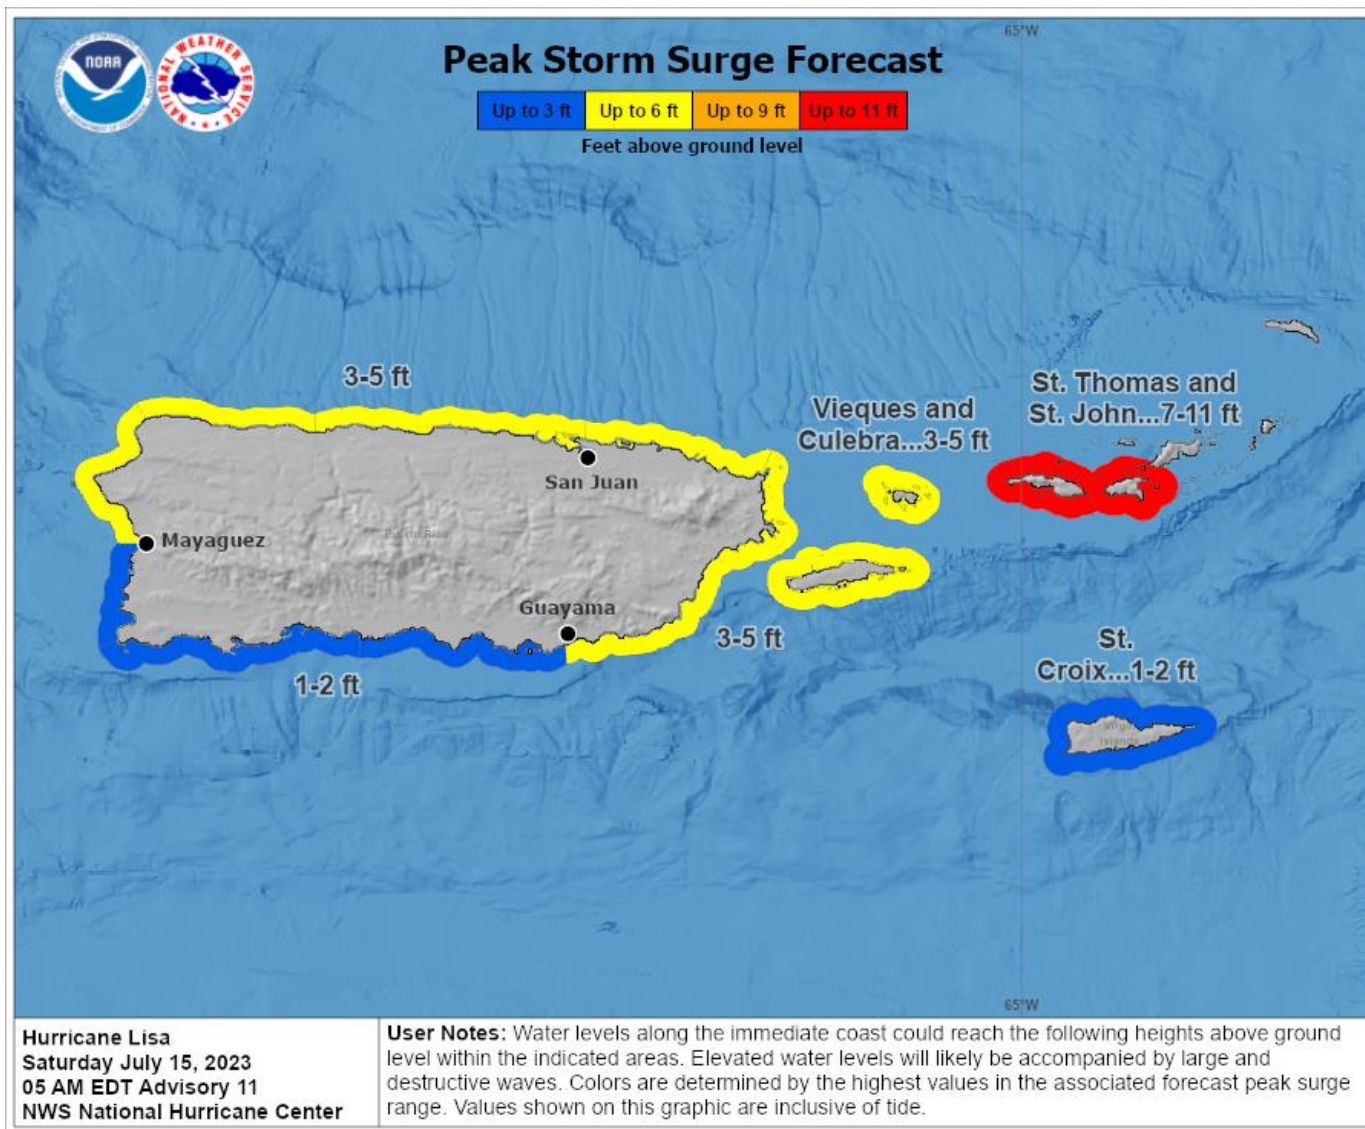 65°W
NOAA
NATIONAL WEATHER SERVICE
Peak Storm Surge Forecast
Up to 3 ft Up to 6 ft Up to 9 ft Up to 11 ft
Feet above ground level
3-5 ft
St. Thomas and
St. John...7-11 ft
Vieques and
Culebra...3-5 ft
San Juan
Mayaguez
Puerto Rico
Guayama
3-5 ft
1-2 ft
St.
Croix...1-2 ft
Virgin
Islands
65°W
Hurricane Lisa
Saturday July 15, 2023
05 AM EDT Advisory 11
NWS National Hurricane Center
User Notes: Water levels along the immediate coast could reach the following heights above ground
level within the indicated areas. Elevated water levels will likely be accompanied by large and
destructive waves. Colors are determined by the highest values in the associated forecast peak surge
range. Values shown on this graphic are inclusive of tide.